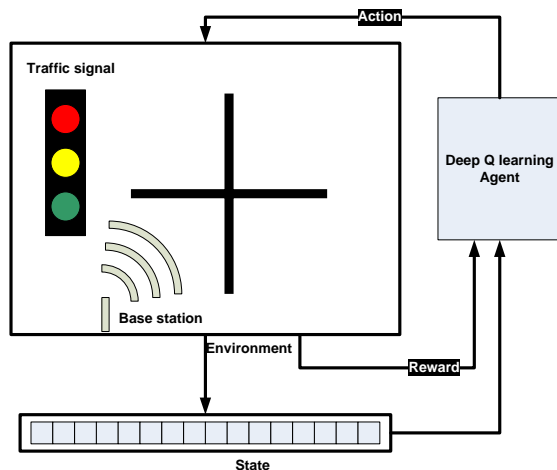 Action
Traffic signal
Deep Q learning
Agent
Base station
Environment
Reward
State